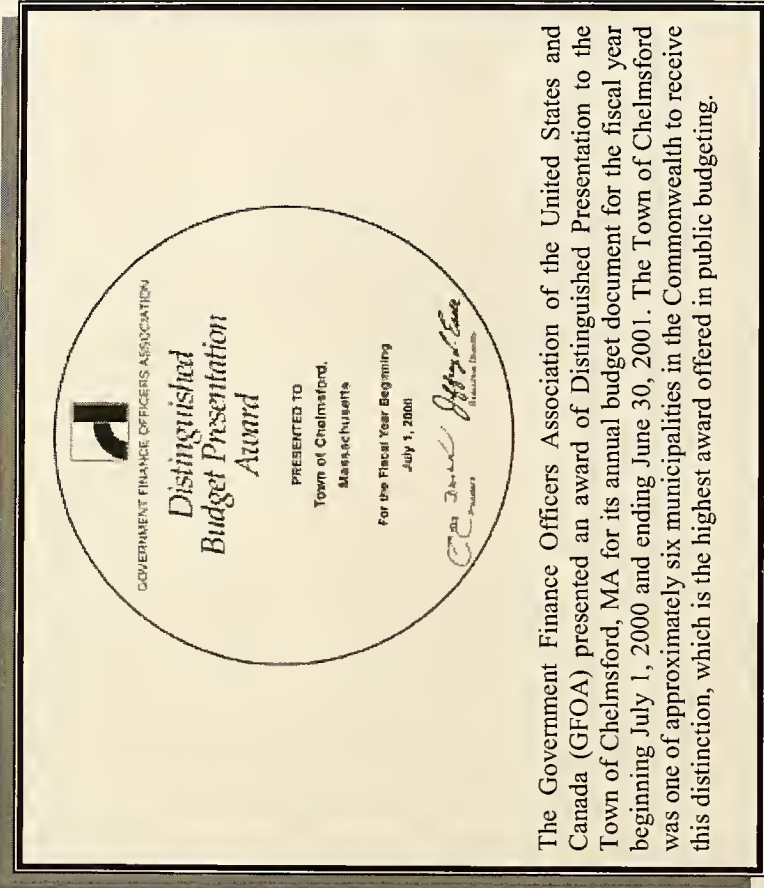 GOVERNMENT FINANCE OFFICERS ASSOCIATION
Distinguished
Budget Presentation
Award
PRESENTED TO
Town of Chelmsford,
Massachusetts
For the Fiscal Year Beginning
July 1, 2000
President
Executive Director
The Government Finance Officers Association of the United States and
Canada (GFOA) presented an award of Distinguished Presentation to the
Town of Chelmsford, MA for its annual budget document for the fiscal year
beginning July 1, 2000 and ending June 30, 2001. The Town of Chelmsford
was one of approximately six municipalities in the Commonwealth to receive
this distinction, which is the highest award offered in public budgeting.